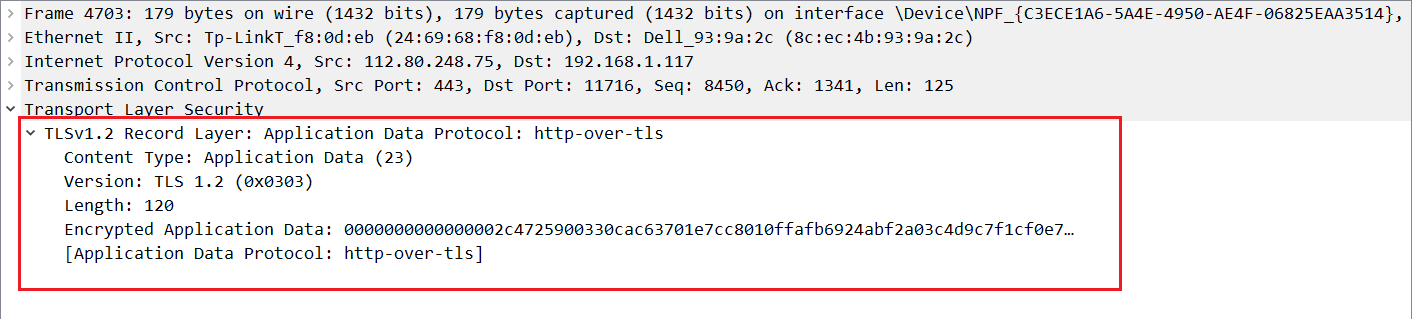 Frame 4703: 179 bytes on wire (1432 bits), 179 bytes captured (1432 bits) on interface \Device\NPF_{C3ECE1A6-5A4E-4950-AE4F-06825EAA3514},
Ethernet II, Src: Tp-LinkT_f8:0d:eb (24:69:68:f8:0d:eb), Dst: Dell_93:9a:2c (8c:ec:4b:93:9a:2c)
Internet Protocol Version 4, Src: 112.80.248.75, Dst: 192.168.1.117
Transmission Control Protocol, Src Port: 443, Dst Port: 11716, Seq: 8450, Ack: 1341, Len: 125
Transport Layer Security
TLSv1.2 Record Layer: Application Data Protocol: http-over-tls
Content Type: Application Data (23)
Version: TLS 1.2 (0x0303)
Length: 120
Encrypted Application Data: 0000000000000002c4725900330cac63701e7cc8010ffafb6924abf2a03c4d9c7f1cf0e7…
[Application Data Protocol: http-over-tls]